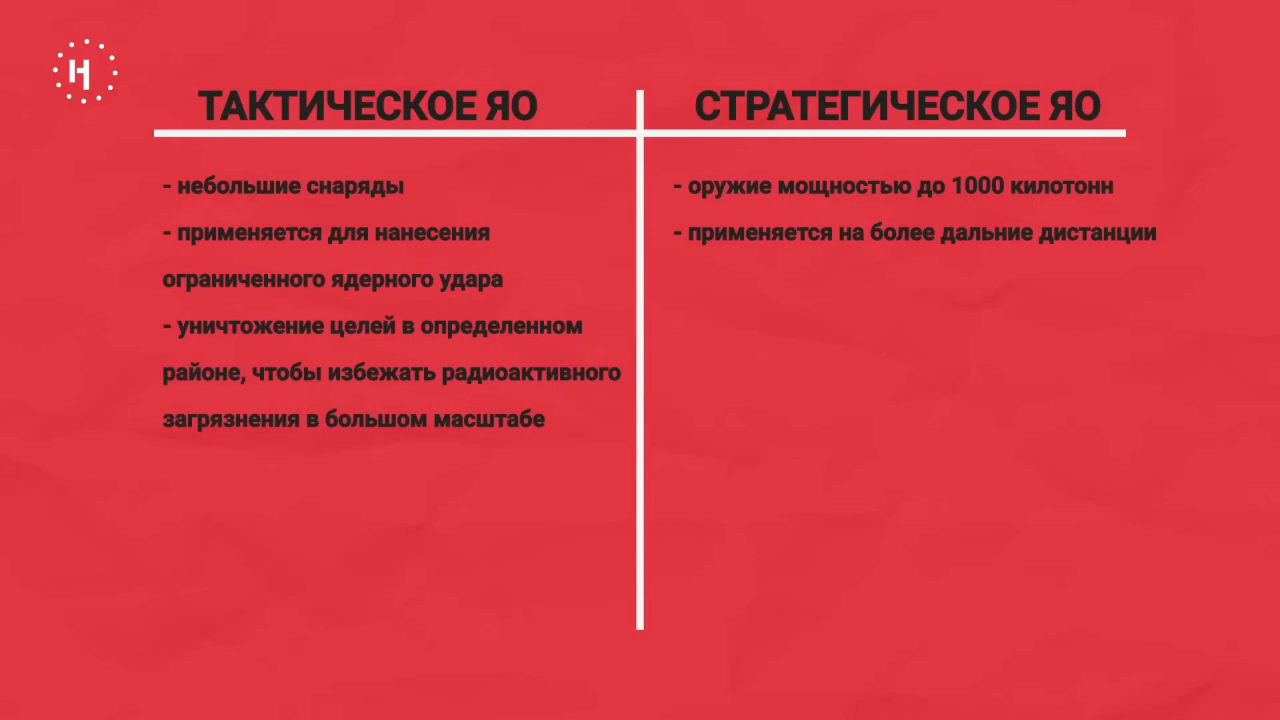 Н
ТАКТИЧЕСКОЕ ЯО
- небольшие снаряды
- применяется для нанесения
ограниченного ядерного удара
- уничтожение целей в определенном
районе, чтобы избежать радиоактивного
загрязнения в большом масштабе
СТРАТЕГИЧЕСКОЕ ЯО
- оружие мощностью до 1000 килотонн
- применяется на более дальние дистанции